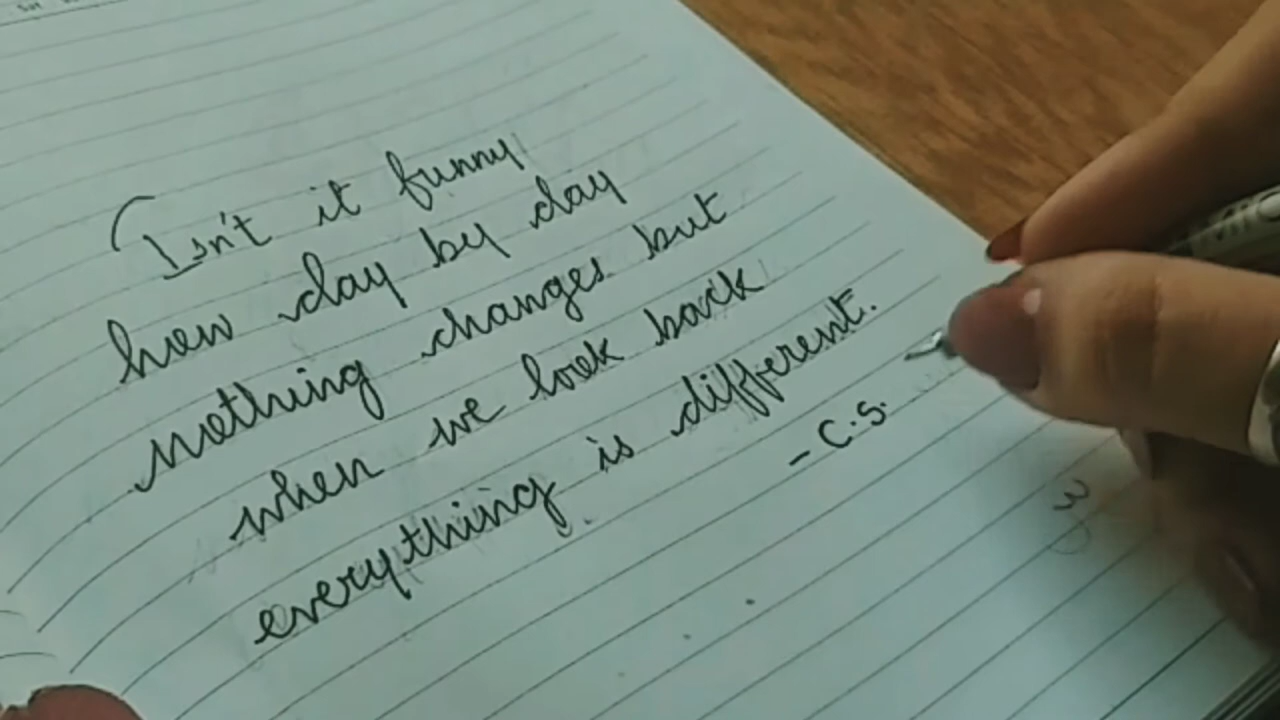 Isn't it funny
how day by day
nothing changes but
when we look back
everything is different.
- C.S.